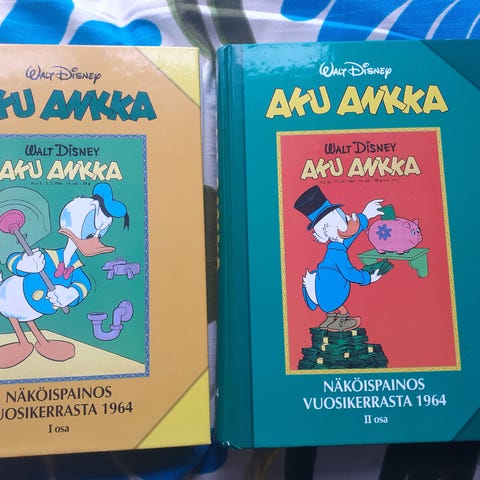 WALT DISNEY
AKU ANKKA
WALT DISNEY
AKU ANKKA
NÄKÖISPAINOS
VUOSIKERRASTA 1964
I osa
WALT DISNEY
AKU ANKKA
WALT DISNEY
AKU ANKKA
NÄKÖISPAINOS
VUOSIKERRASTA 1964
II osa